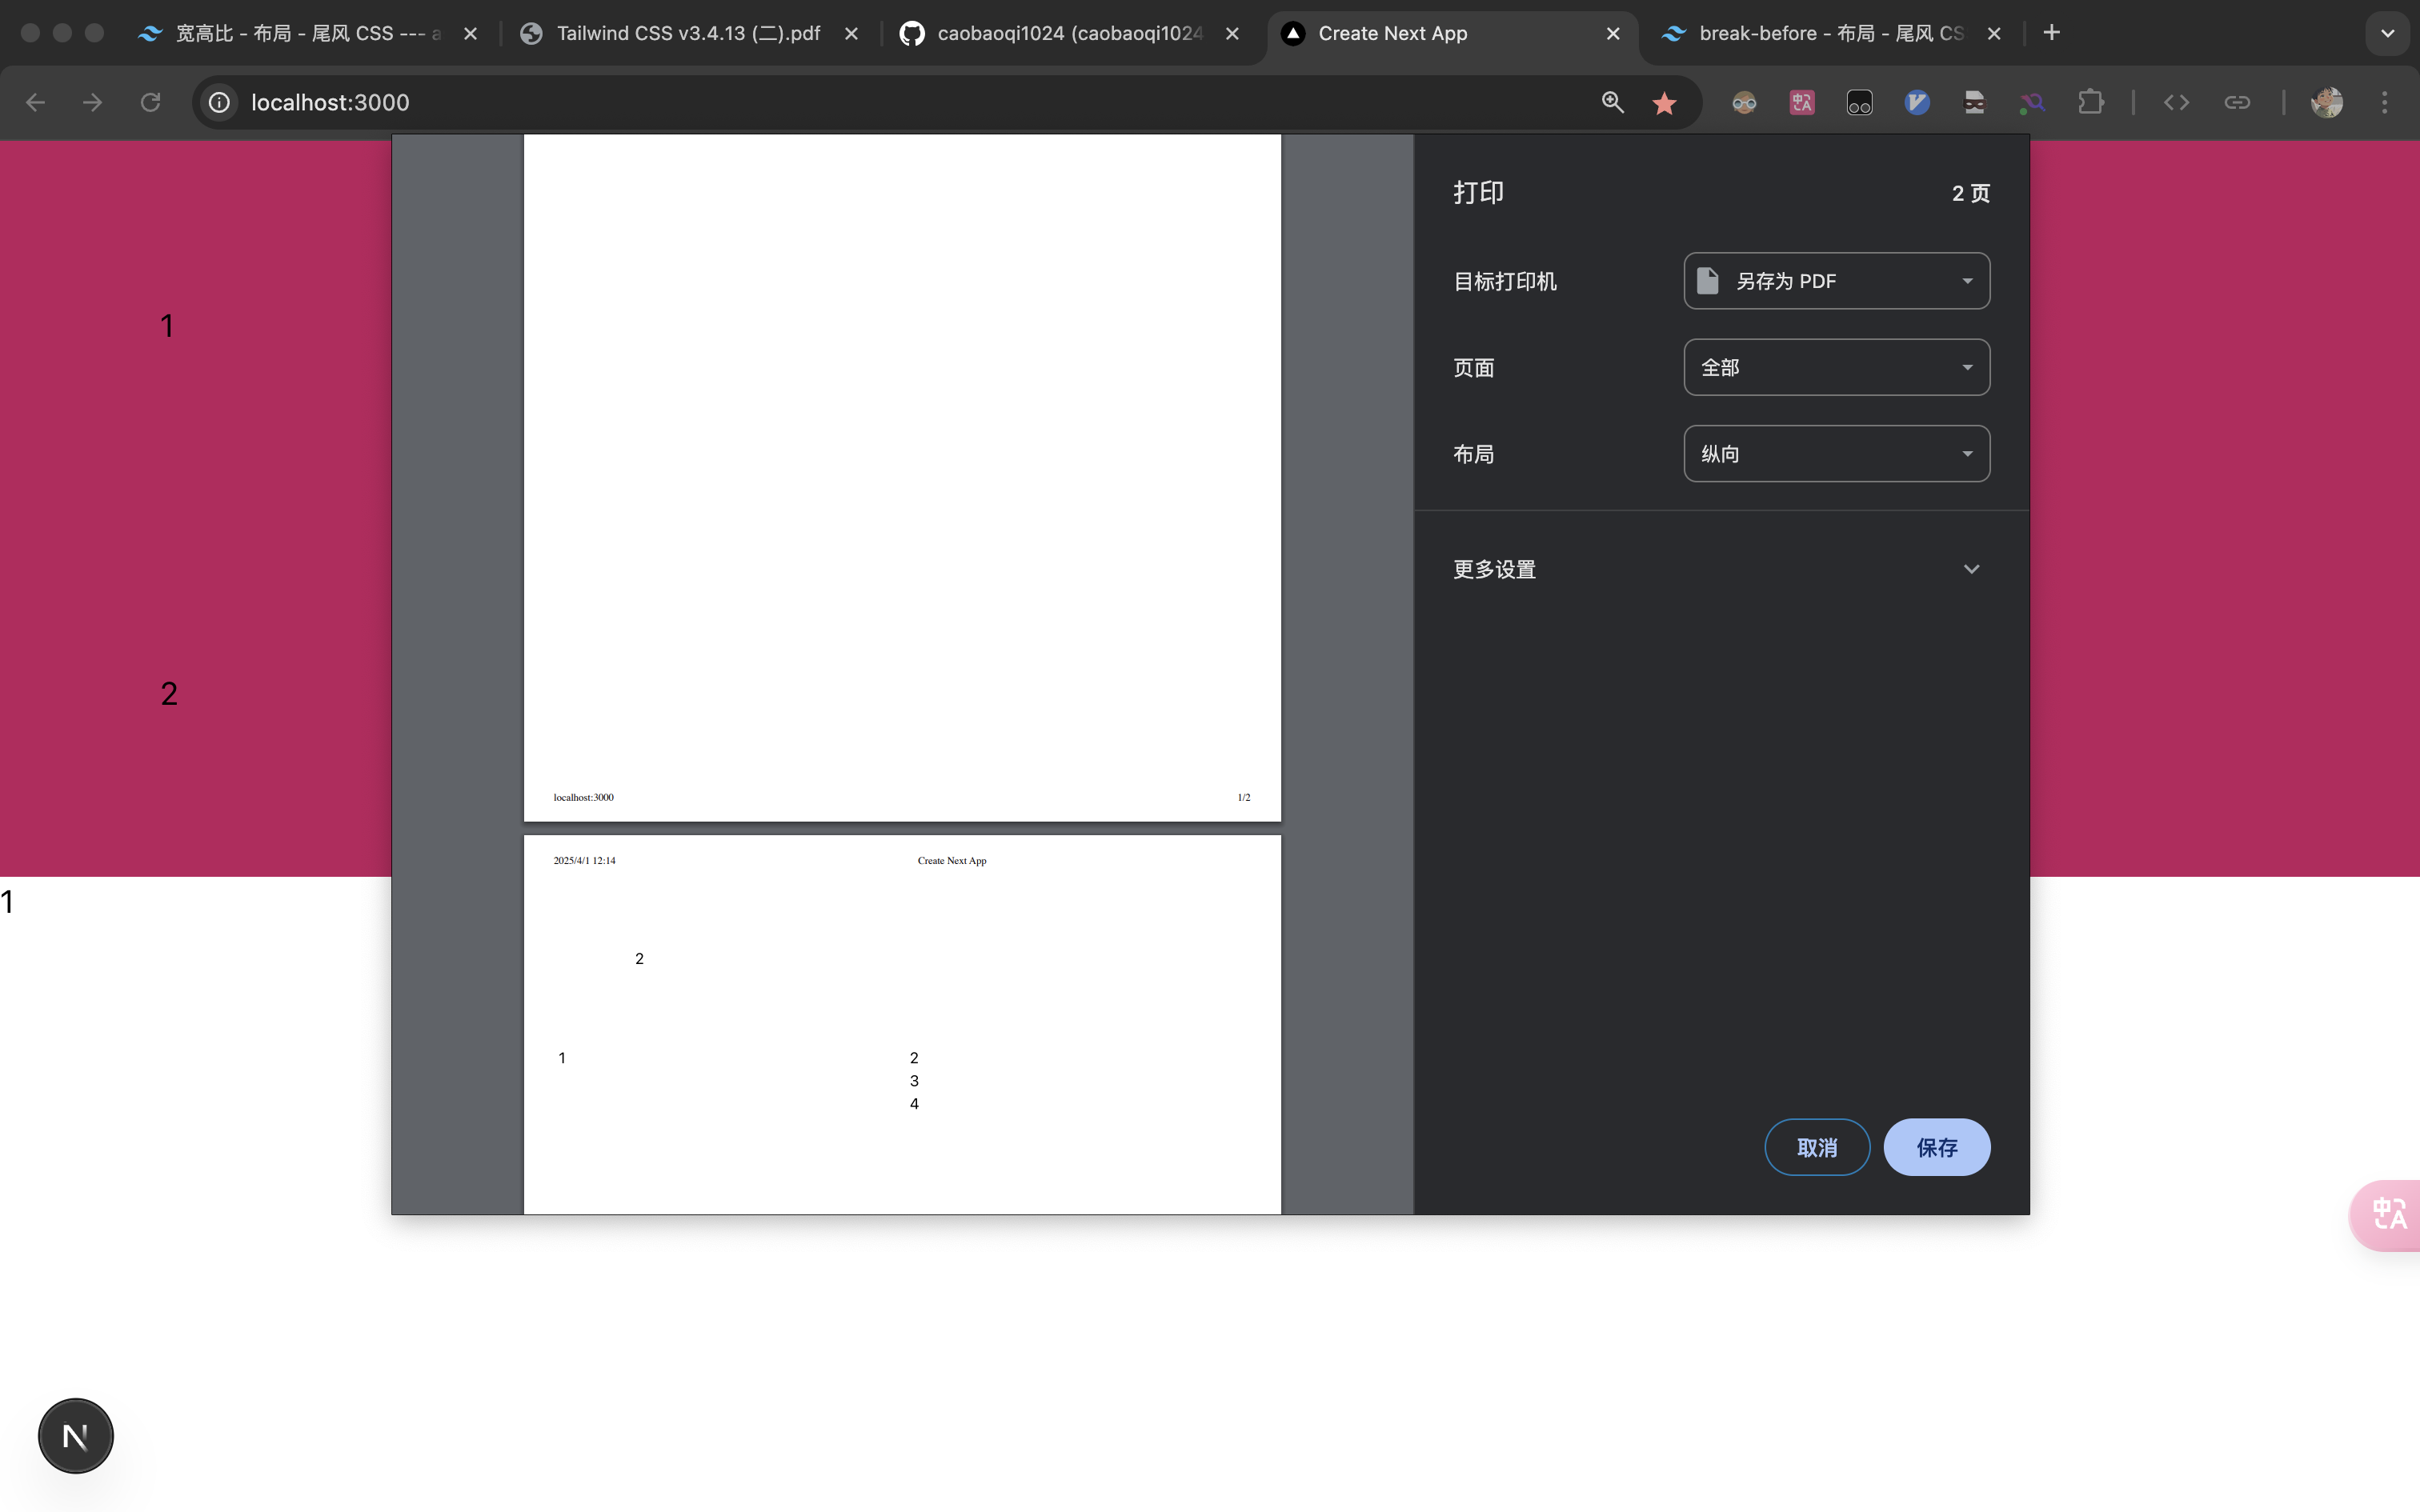 宽高比 - 布局 - 尾风 CSS --- a
Tailwind CSS v3.4.13 (二).pdf
caobaoqi1024 (caobaoqi1024
Create Next App
break-before - 布局 - 尾风 CS
localhost:3000
1
2
1
localhost:3000
1/2
2025/4/1 12:14
Create Next App
2
1
2
3
4
打印
2 页
目标打印机
另存为 PDF
页面
全部
布局
纵向
更多设置
取消
保存
中A
N